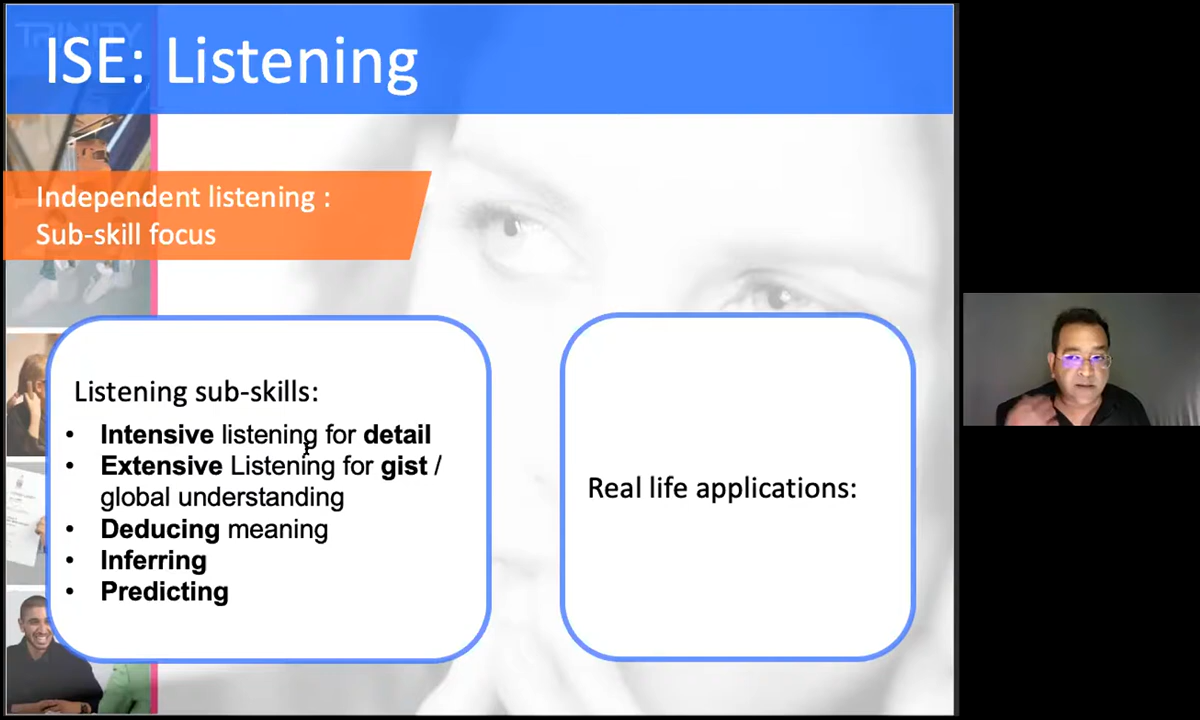 TRINITY
ISE: Listening
Independent listening :
Sub-skill focus
Listening sub-skills:
• Intensive listening for detail
• Extensive Listening for gist /
global understanding
• Deducing meaning
• Inferring
• Predicting
Real life applications: